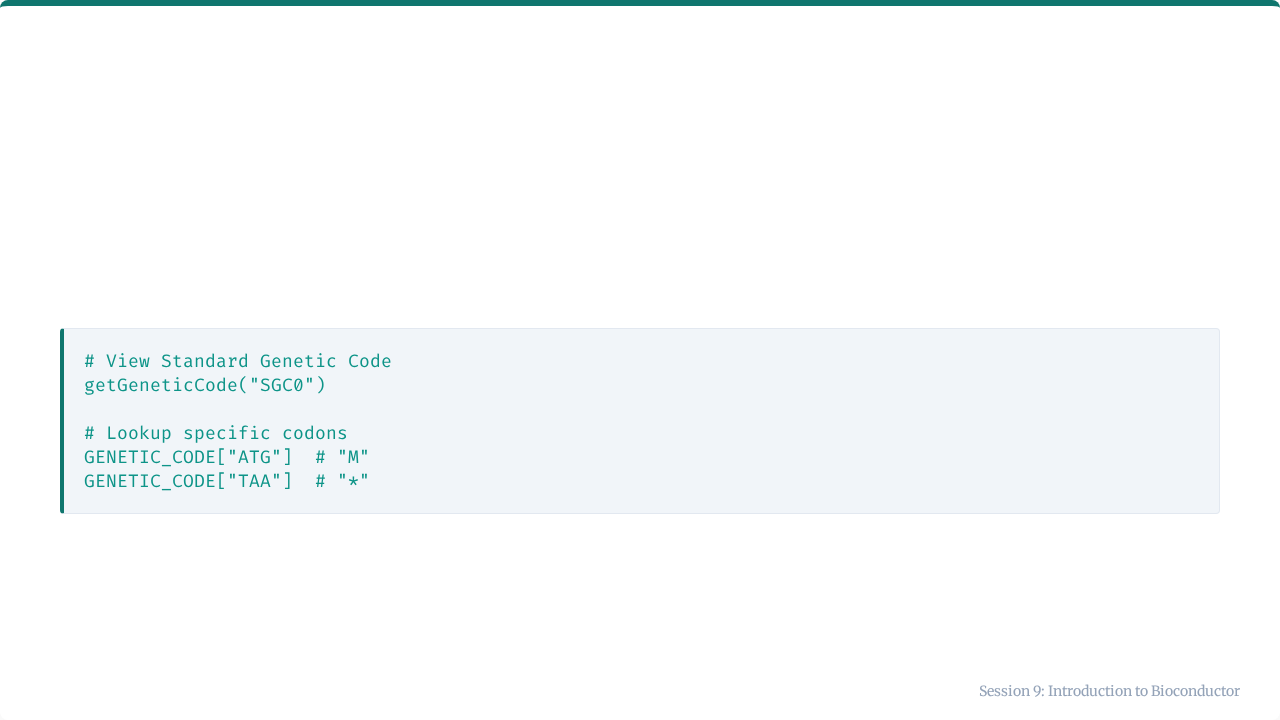 # View Standard Genetic Code
getGeneticCode("SGC0")
# Lookup specific codons
GENETIC_CODE["ATG"]  # "M"
GENETIC_CODE["TAA"]  # "*"
Session 9: Introduction to Bioconductor